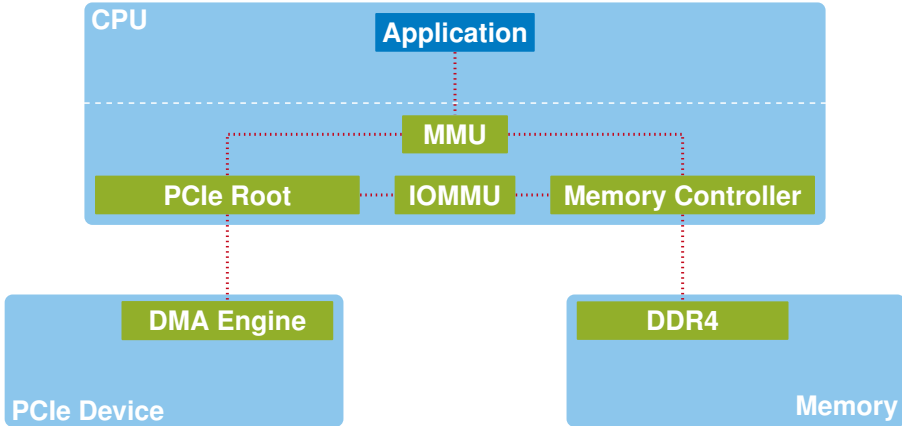 CPU
Application
MMU
PCIe Root
IOMMU
Memory Controller
DMA Engine
DDR4
PCIe Device
Memory